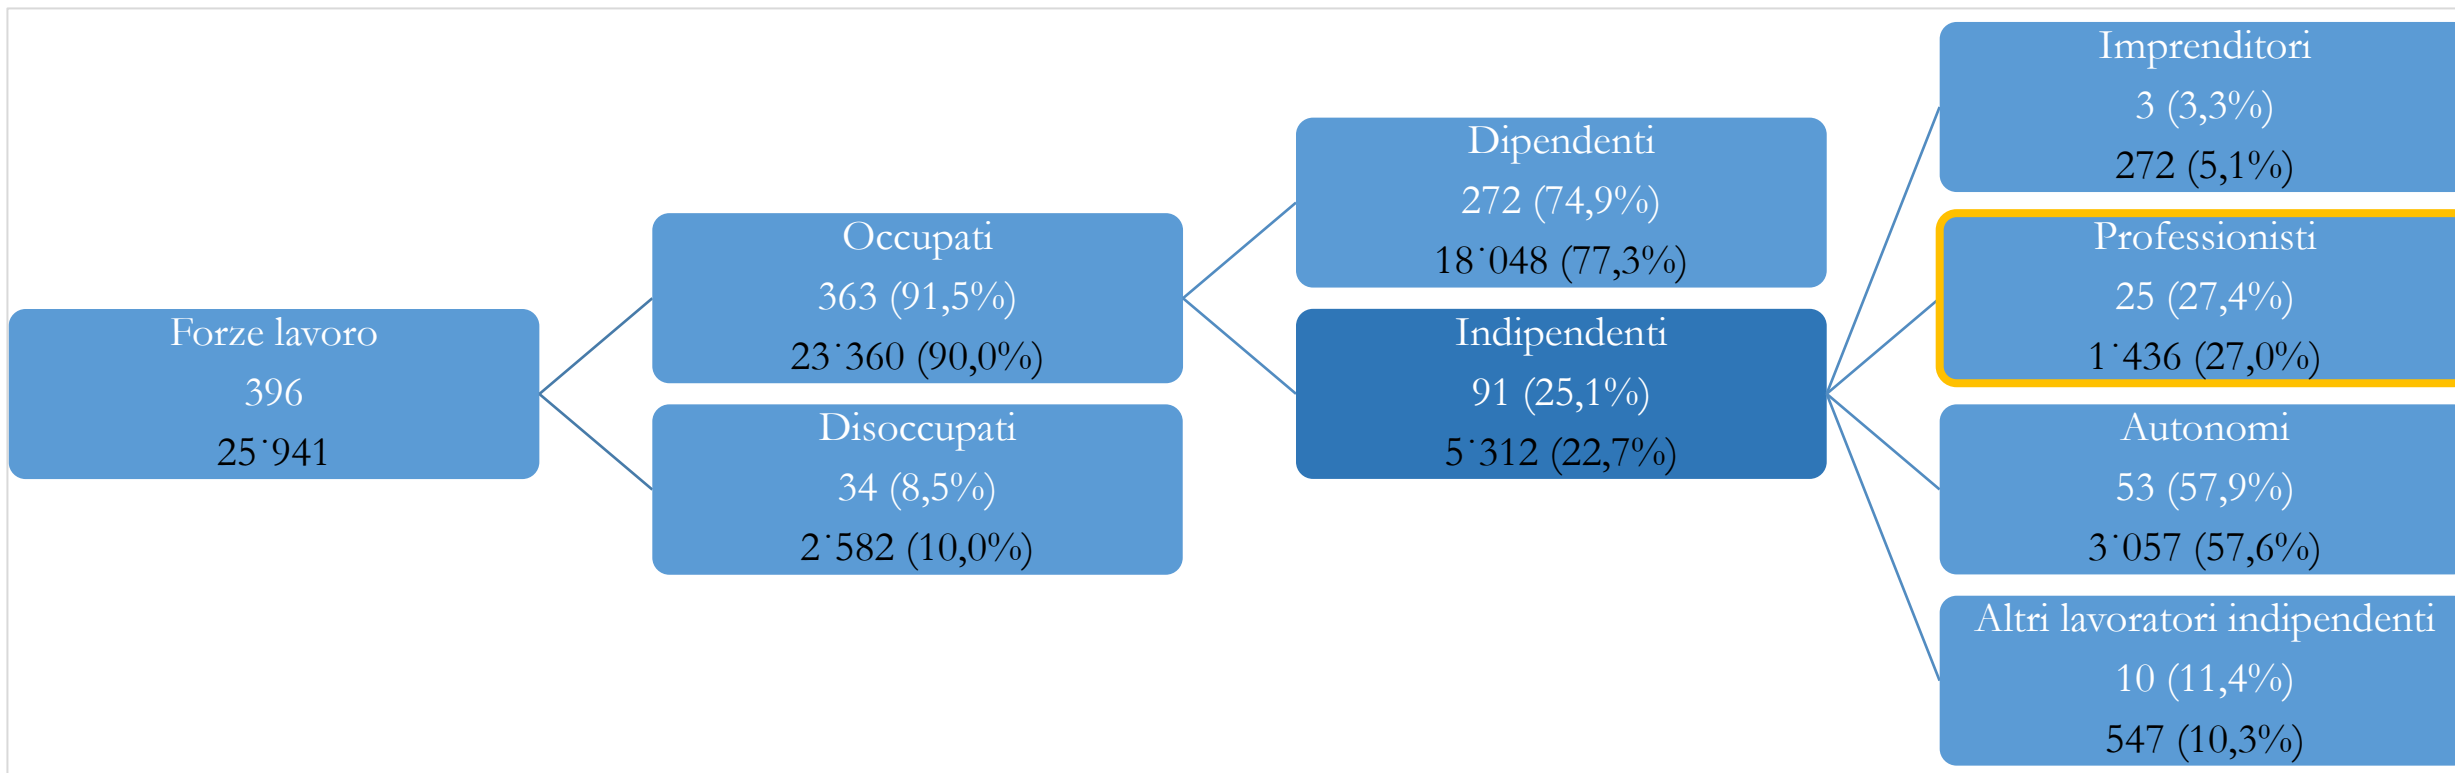 Forze lavoro
396
25˙941
Occupati
363 (91,5%)
23˙360 (90,0%)
Disoccupati
34 (8,5%)
2˙582 (10,0%)
Dipendenti
272 (74,9%)
18˙048 (77,3%)
Indipendenti
91 (25,1%)
5˙312 (22,7%)
Imprenditori
3 (3,3%)
272 (5,1%)
Professionisti
25 (27,4%)
1˙436 (27,0%)
Autonomi
53 (57,9%)
3˙057 (57,6%)
Altri lavoratori indipendenti
10 (11,4%)
547 (10,3%)